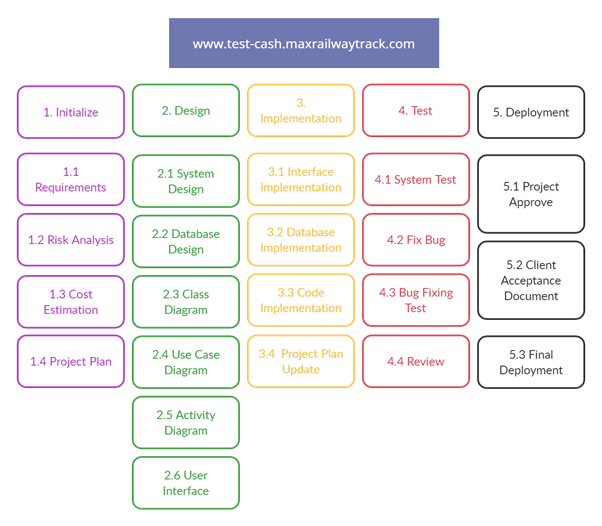 www.test-cash.maxrailwaytrack.com
1. Initialize
2. Design
3.
Implementation
4. Test
5. Deployment
1.1
Requirements
2.1 System
Design
3.1 Interface
Implementation
4.1 System Test
5.1 Project
Approve
1.2 Risk Analysis
2.2 Database
Design
3.2 Database
Implementation
4.2 Fix Bug
5.2 Client
Acceptance
Document
1.3 Cost
Estimation
2.3 Class
Diagram
3.3 Code
Implementation
4.3 Bug Fixing
Test
1.4 Project Plan
2.4 Use Case
Diagram
3.4 Project Plan
Update
4.4 Review
5.3 Final
Deployment
2.5 Activity
Diagram
2.6 User
Interface